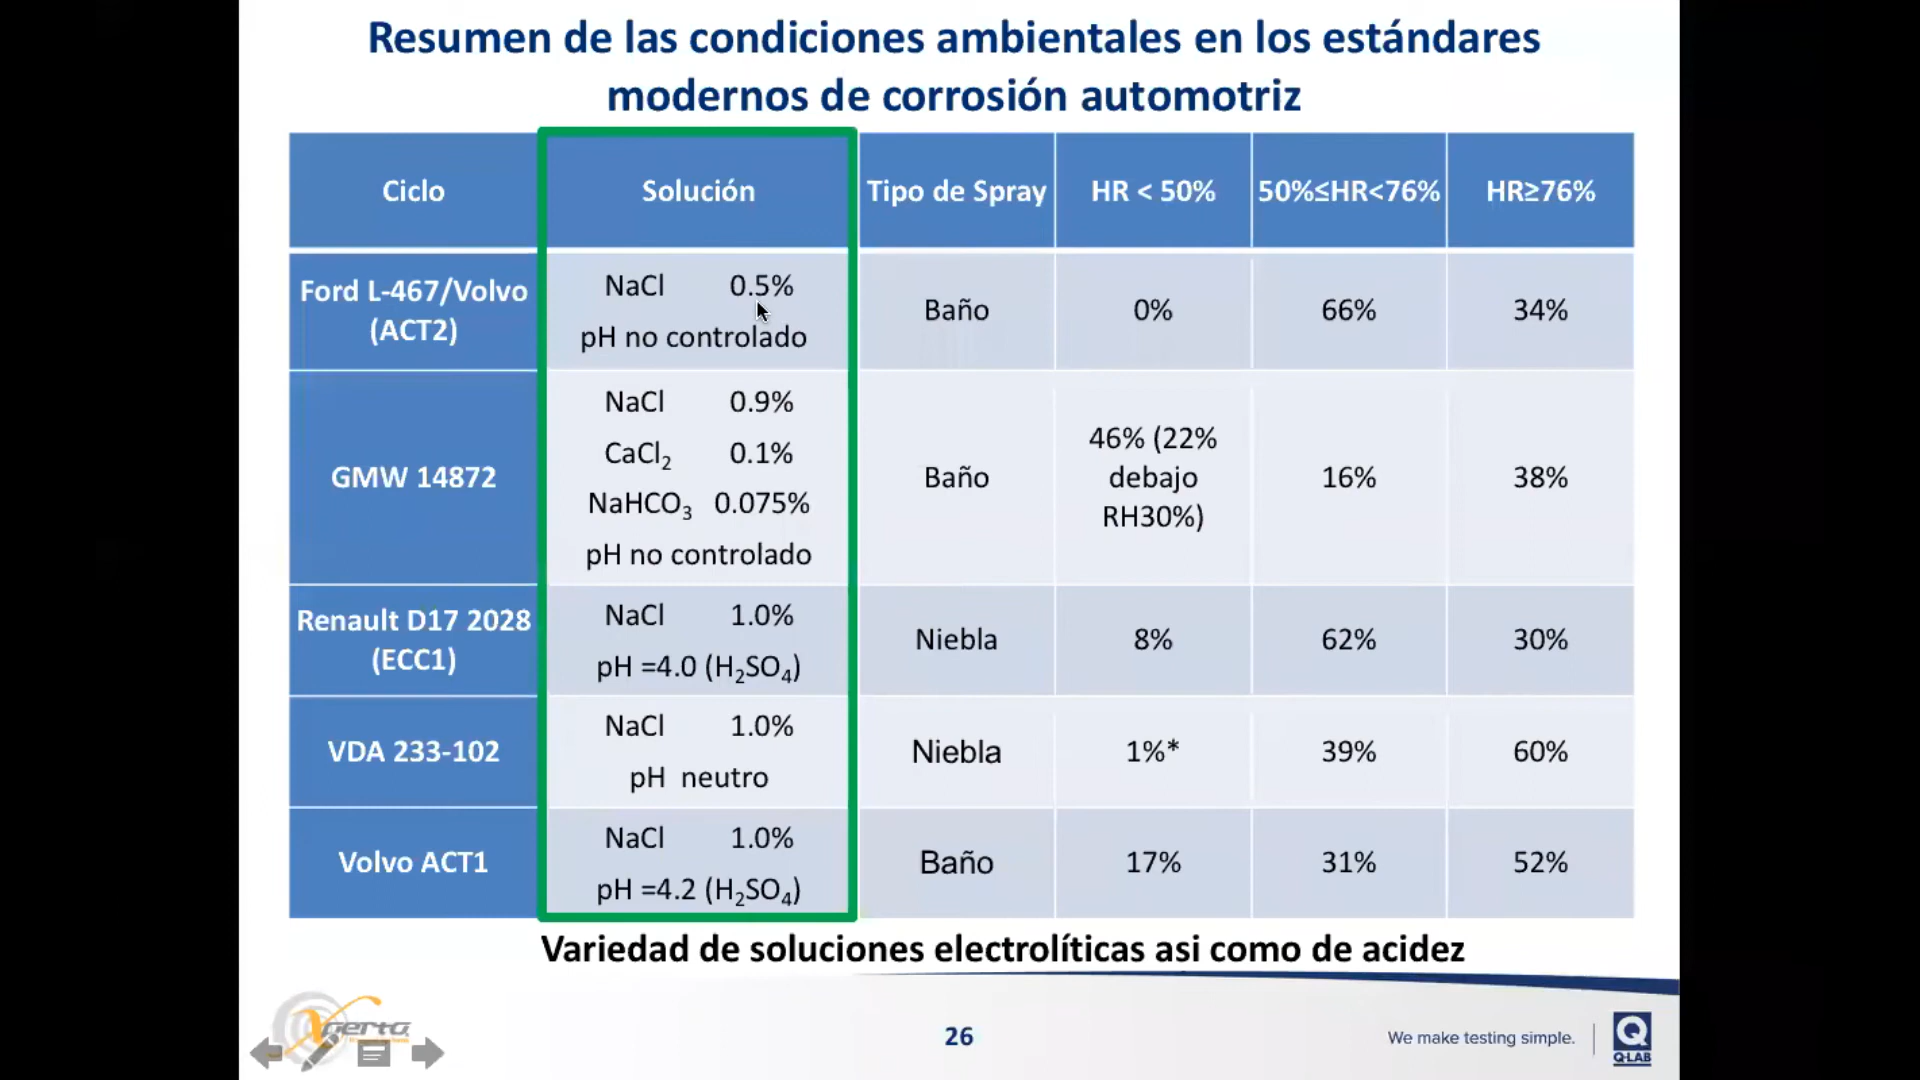 Resumen de las condiciones ambientales en los estándares
modernos de corrosión automotriz
Ciclo
Solución
Tipo de Spray
HR < 50%
50%≤HR<76%
HR≥76%
Ford L-467/Volvo
(ACT2)
NaCl 0.5%
pH no controlado
Baño
0%
66%
34%
GMW 14872
NaCl 0.9%
CaCl₂ 0.1%
NaHCO₃ 0.075%
pH no controlado
Baño
46% (22%
debajo
RH30%)
16%
38%
Renault D17 2028
(ECC1)
NaCl 1.0%
pH =4.0 (H₂SO₄)
Niebla
8%
62%
30%
VDA 233-102
NaCl 1.0%
pH neutro
Niebla
1%*
39%
60%
Volvo ACT1
NaCl 1.0%
pH =4.2 (H₂SO₄)
Baño
17%
31%
52%
Variedad de soluciones electrolíticas asi como de acidez
Xperto
26
We make testing simple.
Q-LAB